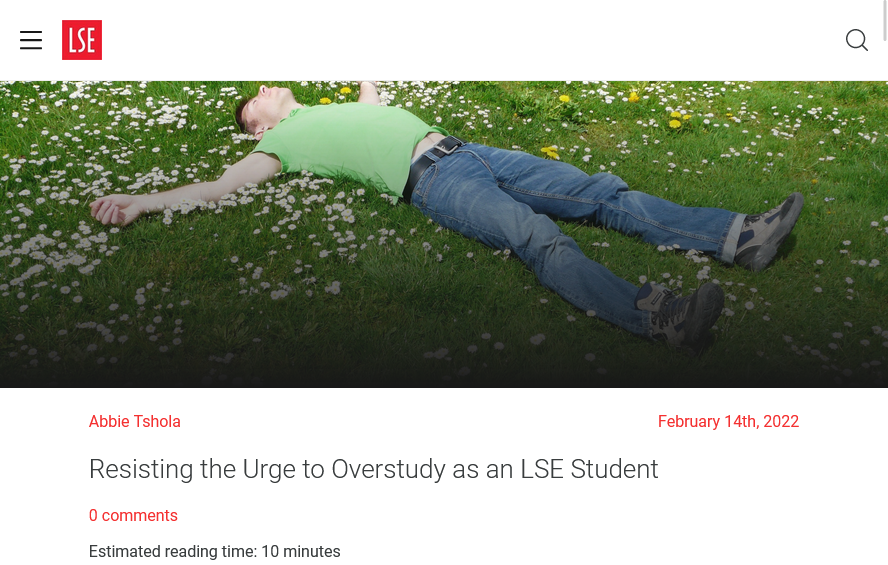 LSE
Abbie Tshola
February 14th, 2022
Resisting the Urge to Overstudy as an LSE Student
0 comments
Estimated reading time: 10 minutes